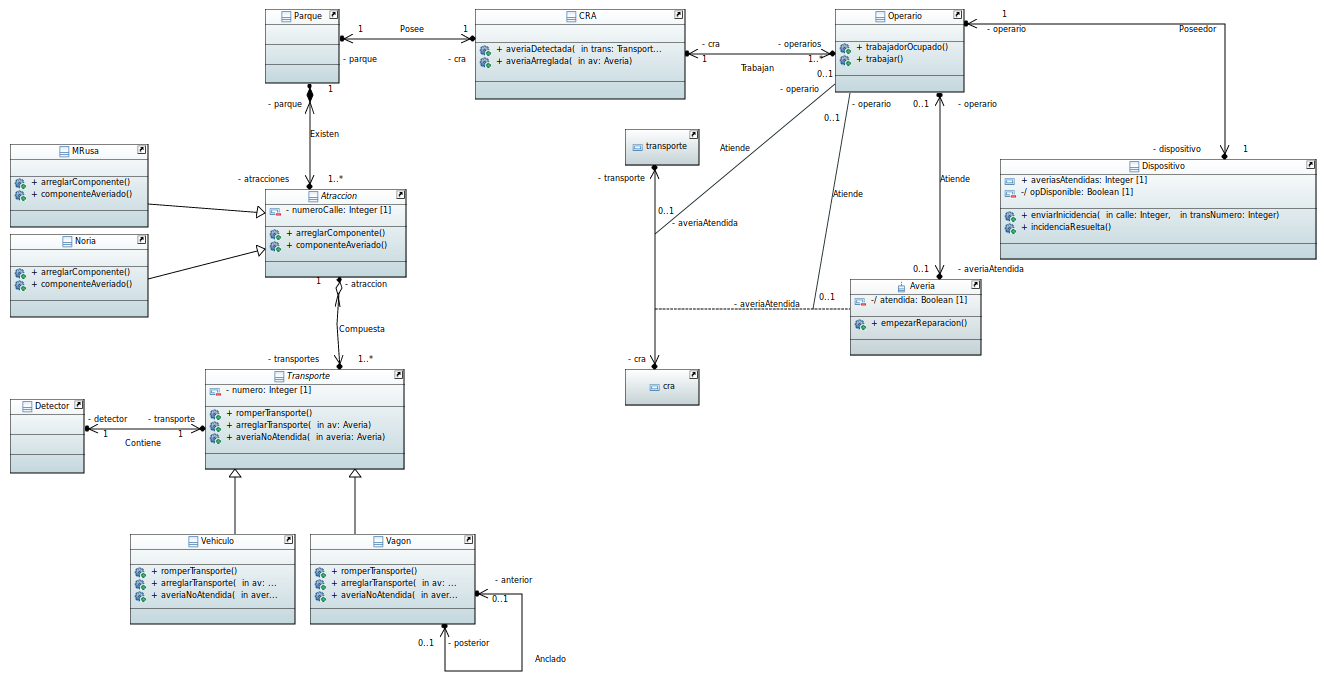 Parque
1
Posee
1
- parque
- cra
1
- parque
Existen
- atracciones
1..*
CRA
+ averiaDetectada( in trans: Transport...
+ averiaArreglada( in av: Averia)
- cra
- operarios
1
1..*
Trabajan
Operario
+ trabajadorOcupado()
+ trabajar()
1
- operario
Poseedor
- dispositivo
1
0..1
- operario
- operario
0..1
0..1
- operario
Atiende
Atiende
Atiende
transporte
- transporte
0..1
- averiaAtendida
- averiaAtendida
0..1
0..1
- averiaAtendida
- cra
cra
Dispositivo
+ averiasAtendidas: Integer [1]
-/ opDisponible: Boolean [1]
+ enviarInicidencia( in calle: Integer, in transNumero: Integer)
+ incidenciaResuelta()
Averia
-/ atendida: Boolean [1]
+ empezarReparacion()
MRusa
+ arreglarComponente()
+ componenteAveriado()
Noria
+ arreglarComponente()
+ componenteAveriado()
Atraccion
- numeroCalle: Integer [1]
+ arreglarComponente()
+ componenteAveriado()
1
- atraccion
Compuesta
- transportes
1..*
Transporte
- numero: Integer [1]
+ romperTransporte()
+ arreglarTransporte( in av: Averia)
+ averiaNoAtendida( in averia: Averia)
Detector
- detector
- transporte
1
1
Contiene
Vehiculo
+ romperTransporte()
+ arreglarTransporte( in av: ...
+ averiaNoAtendida( in aver...
Vagon
+ romperTransporte()
+ arreglarTransporte( in av: ...
+ averiaNoAtendida( in aver...
- anterior
0..1
0..1
- posterior
Anclado